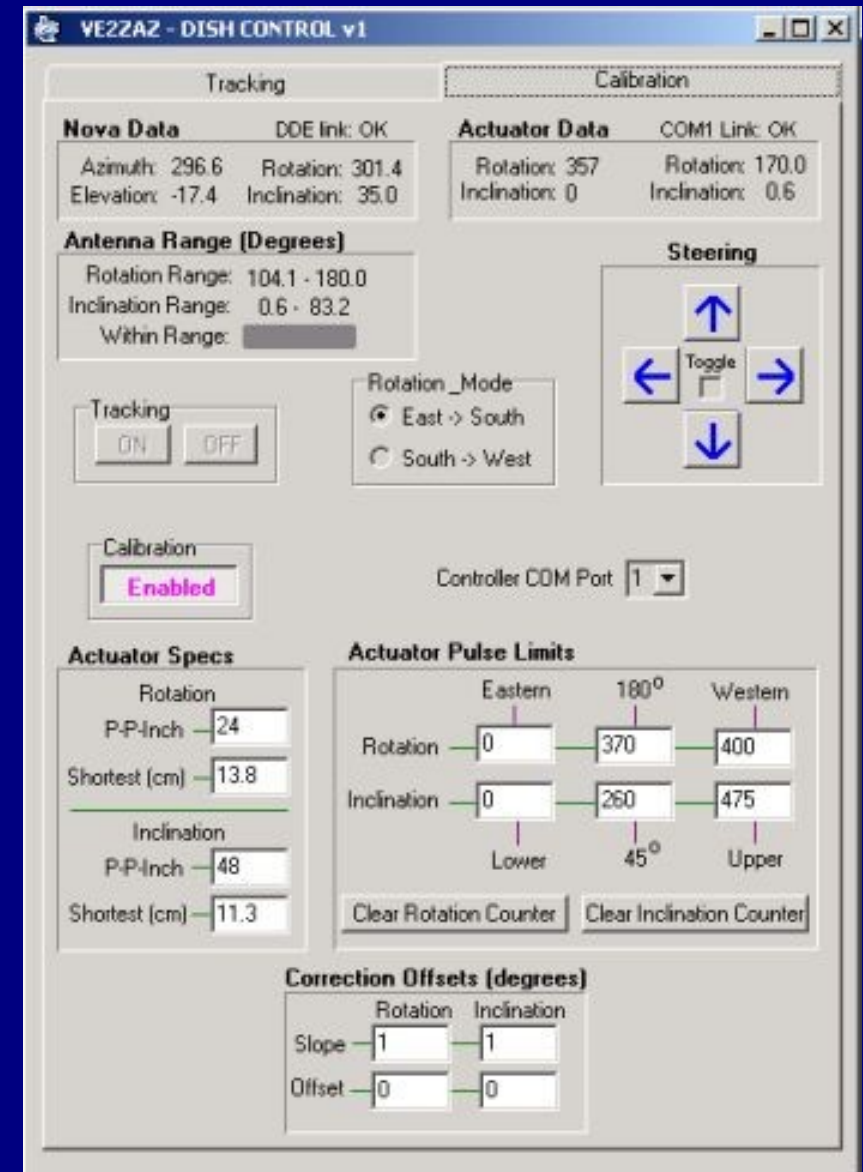 VE2ZAZ - DISH CONTROL v1
Tracking Calibration
Nova Data DDE link: OK Actuator Data COM1 Link: OK
Azimuth: 296.6 Rotation: 301.4 Rotation: 357 Rotation: 170.0
Elevation: -17.4 Inclination: 35.0 Inclination: 0 Inclination: 0.6
Antenna Range (Degrees) Steering
Rotation Range: 104.1 - 180.0
Inclination Range: 0.6 - 83.2
Within Range:
Toggle
Rotation _Mode
Tracking East -> South
ON OFF South -> West
Calibration
Enabled Controller COM Port 1
Actuator Specs Actuator Pulse Limits
Rotation Eastern 180° Western
P-P-Inch 24
Rotation 0 370 400
Shortest (cm) 13.8
Inclination 0 260 475
Inclination
P-P-Inch 48 Lower 45° Upper
Shortest (cm) 11.3 Clear Rotation Counter Clear Inclination Counter
Correction Offsets (degrees)
Rotation Inclination
Slope 1 1
Offset 0 0